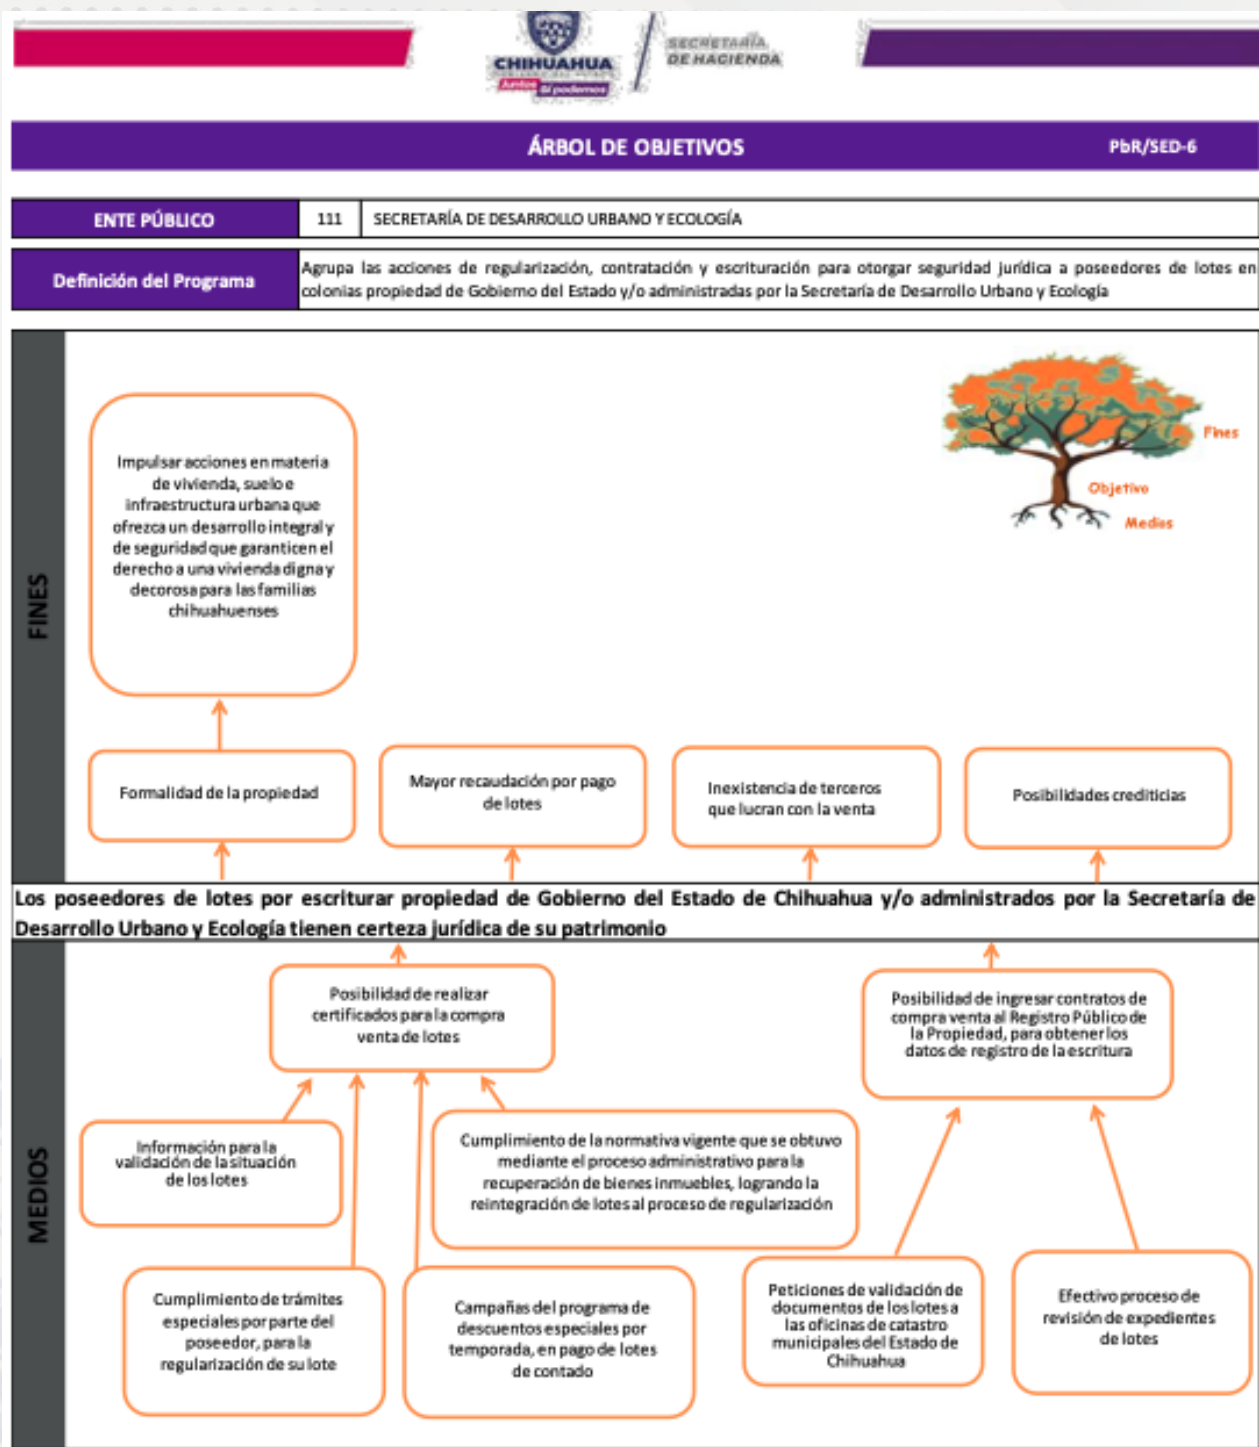 CHIHUAHUA
Juntos Sí podemos
SECRETARÍA
DE HACIENDA
ÁRBOL DE OBJETIVOS
PbR/SED-6
ENTE PÚBLICO
111
SECRETARÍA DE DESARROLLO URBANO Y ECOLOGÍA
Definición del Programa
Agrupa las acciones de regularización, contratación y escrituración para otorgar seguridad jurídica a poseedores de lotes en
colonias propiedad de Gobierno del Estado y/o administradas por la Secretaría de Desarrollo Urbano y Ecología
FINES
Impulsar acciones en materia
de vivienda, suelo e
infraestructura urbana que
ofrezca un desarrollo integral y
de seguridad que garanticen el
derecho a una vivienda digna y
decorosa para las familias
chihuahuenses
Fines
Objetivo
Medios
Formalidad de la propiedad
Mayor recaudación por pago
de lotes
Inexistencia de terceros
que lucran con la venta
Posibilidades crediticias
Los poseedores de lotes por escriturar propiedad de Gobierno del Estado de Chihuahua y/o administrados por la Secretaría de
Desarrollo Urbano y Ecología tienen certeza jurídica de su patrimonio
MEDIOS
Posibilidad de realizar
certificados para la compra
venta de lotes
Posibilidad de ingresar contratos de
compra venta al Registro Público de
la Propiedad, para obtener los
datos de registro de la escritura
Información para la
validación de la situación
de los lotes
Cumplimiento de la normativa vigente que se obtuvo
mediante el proceso administrativo para la
recuperación de bienes inmuebles, logrando la
reintegración de lotes al proceso de regularización
Cumplimiento de trámites
especiales por parte del
poseedor, para la
regularización de su lote
Campañas del programa de
descuentos especiales por
temporada, en pago de lotes
de contado
Peticiones de validación de
documentos de los lotes a
las oficinas de catastro
municipales del Estado de
Chihuahua
Efectivo proceso de
revisión de expedientes
de lotes